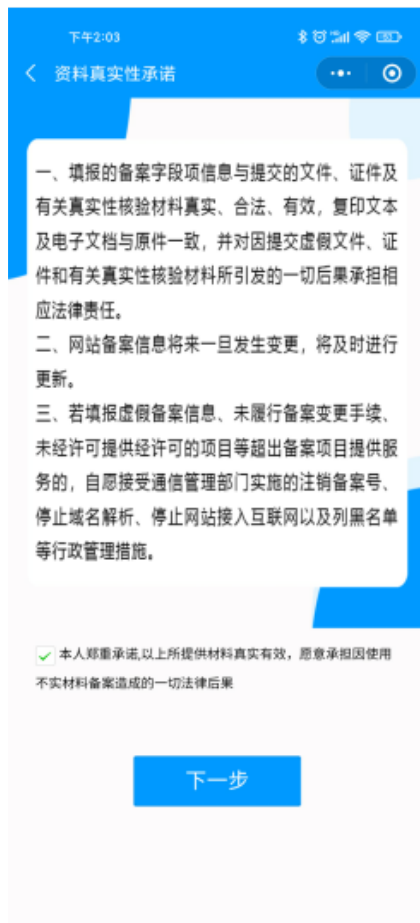 下午2:03
资料真实性承诺
一、填报的备案字段项信息与提交的文件、证件及
有关真实性核验材料真实、合法、有效，复印文本
及电子文档与原件一致，并对因提交虚假文件、证
件和有关真实性核验材料所引发的一切后果承担相
应法律责任。
二、网站备案信息将来一旦发生变更，将及时进行
更新。
三、若填报虚假备案信息、未履行备案变更手续、
未经许可提供经许可的项目等超出备案项目提供服
务的，自愿接受通信管理部门实施的注销备案号、
停止域名解析、停止网站接入互联网以及列黑名单
等行政管理措施。
本人郑重承诺,以上所提供材料真实有效，愿意承担因使用
不实材料备案造成的一切法律后果
下一步